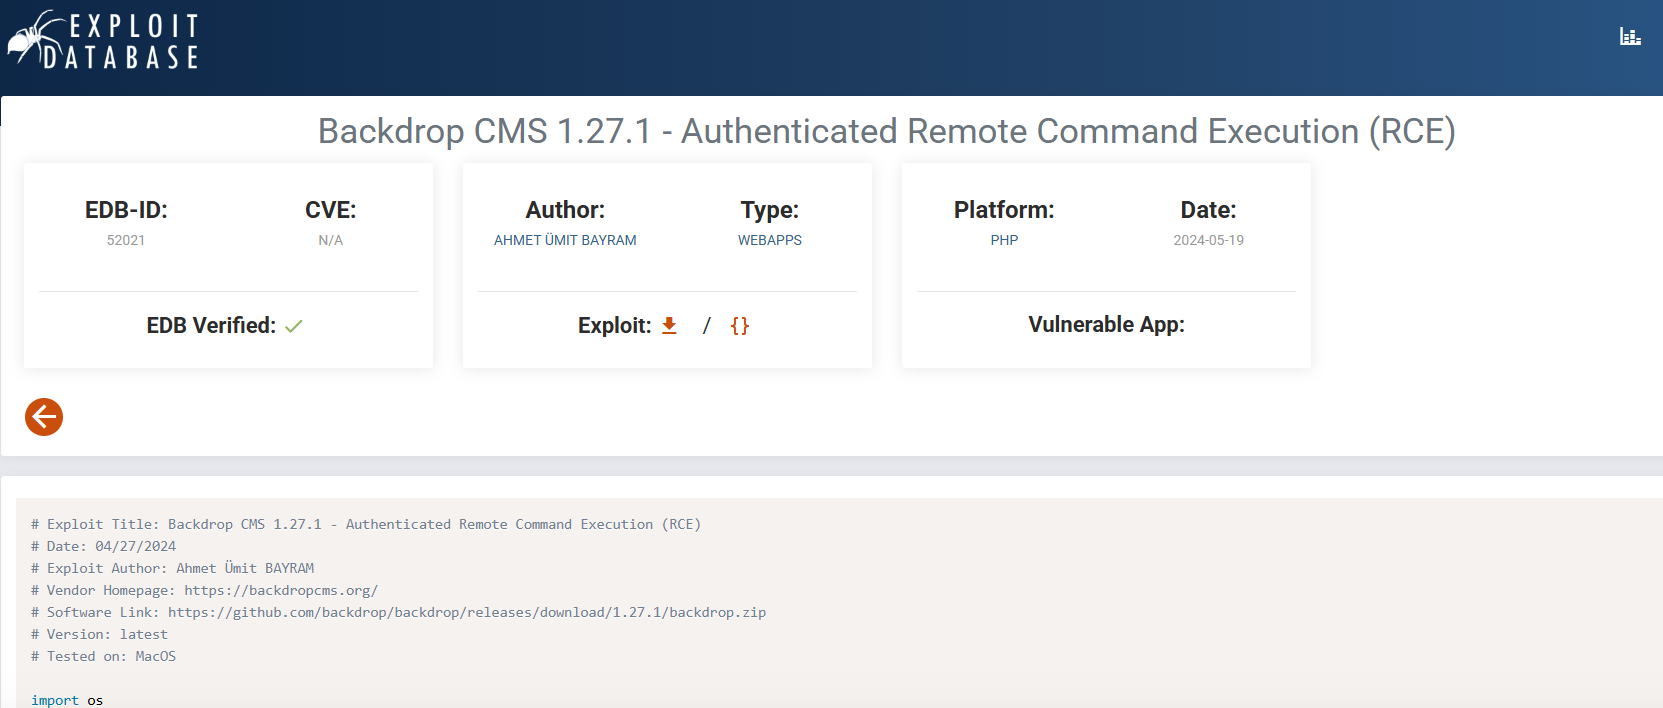 EXPLOIT
DATABASE
Backdrop CMS 1.27.1 - Authenticated Remote Command Execution (RCE)
EDB-ID:
52021
CVE:
N/A
EDB Verified:
Author:
AHMET ÜMIT BAYRAM
Type:
WEBAPPS
Exploit: / {}
Platform:
PHP
Date:
2024-05-19
Vulnerable App:
# Exploit Title: Backdrop CMS 1.27.1 - Authenticated Remote Command Execution (RCE)
# Date: 04/27/2024
# Exploit Author: Ahmet Ümit BAYRAM
# Vendor Homepage: https://backdropcms.org/
# Software Link: https://github.com/backdrop/backdrop/releases/download/1.27.1/backdrop.zip
# Version: latest
# Tested on: MacOS
import os